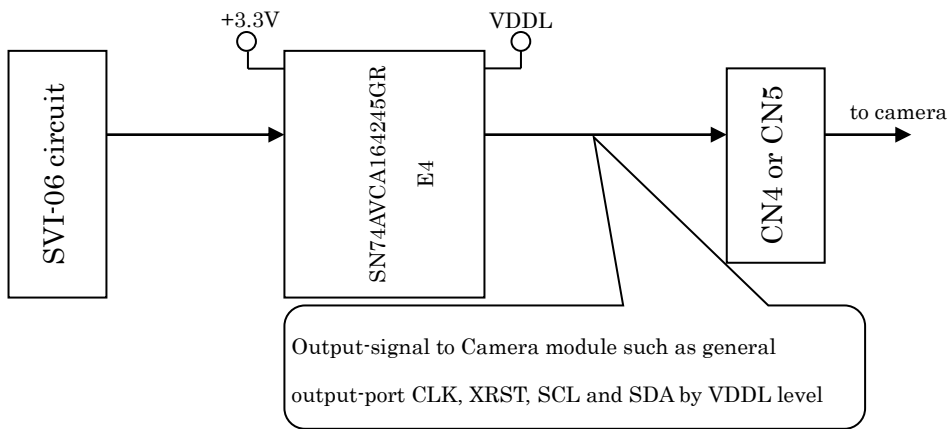 +3.3V
VDDL
SVI-06 circuit
SN74AVCA164245GR
E4
CN4 or CN5
to camera
Output-signal to Camera module such as general
output-port CLK, XRST, SCL and SDA by VDDL level